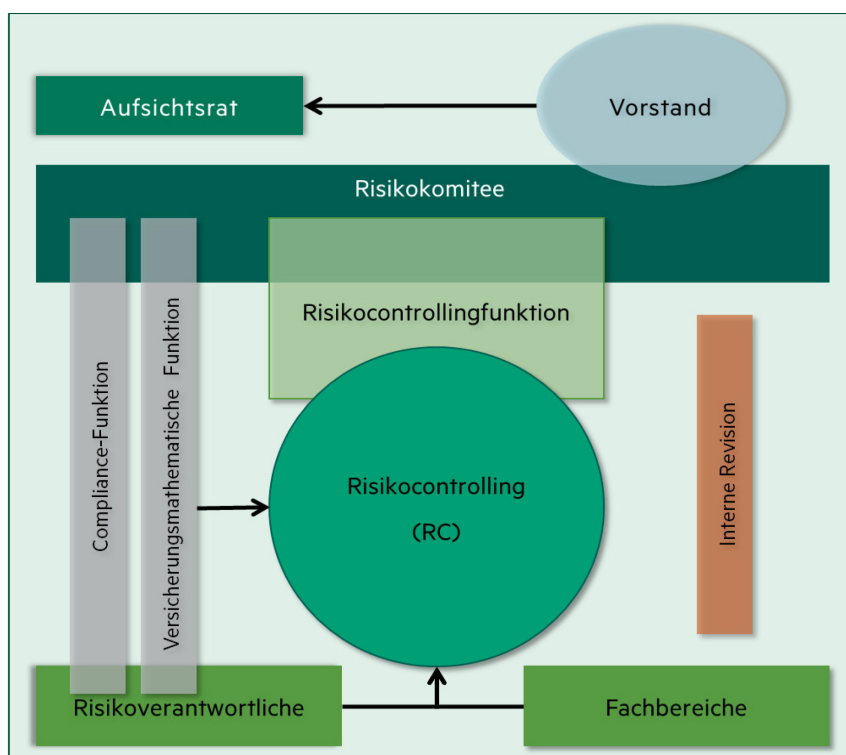 Aufsichtsrat
Vorstand
Risikokomitee
Risikocontrollingfunktion
Compliance-Funktion
Versicherungsmathematische Funktion
Risikocontrolling
(RC)
Interne Revision
Risikoverantwortliche
Fachbereiche